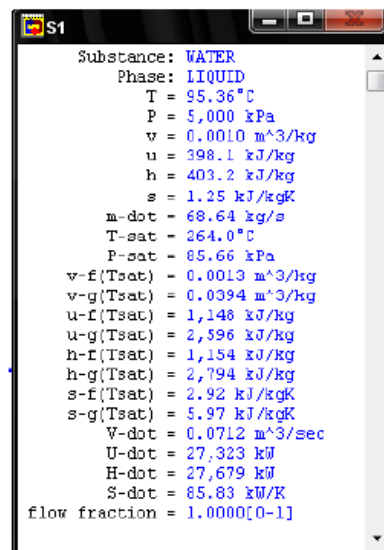 S1
Substance: WATER
Phase: LIQUID
T = 95.36°C
P = 5,000 kPa
v = 0.0010 m^3/kg
u = 398.1 kJ/kg
h = 403.2 kJ/kg
s = 1.25 kJ/kgK
m-dot = 68.64 kg/s
T-sat = 264.0°C
P-sat = 85.66 kPa
v-f(Tsat) = 0.0013 m^3/kg
v-g(Tsat) = 0.0394 m^3/kg
u-f(Tsat) = 1,148 kJ/kg
u-g(Tsat) = 2,596 kJ/kg
h-f(Tsat) = 1,154 kJ/kg
h-g(Tsat) = 2,794 kJ/kg
s-f(Tsat) = 2.92 kJ/kgK
s-g(Tsat) = 5.97 kJ/kgK
V-dot = 0.0712 m^3/sec
U-dot = 27,323 kW
H-dot = 27,679 kW
S-dot = 85.83 kW/K
flow fraction = 1.0000[0-1]